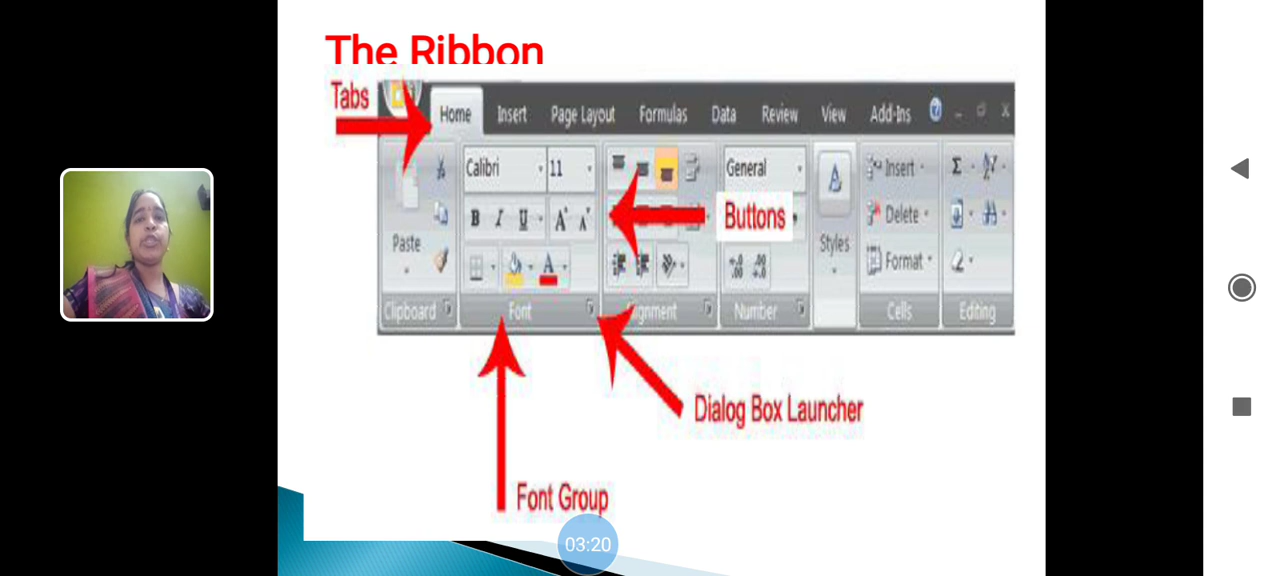 The Ribbon
Tabs
Home Insert Page Layout Formulas Data Review View Add-Ins
Calibri 11 General Insert
B I U A A Buttons Delete
Paste Styles Format
Clipboard Font Number Cells Editing
Dialog Box Launcher
Font Group
03:20